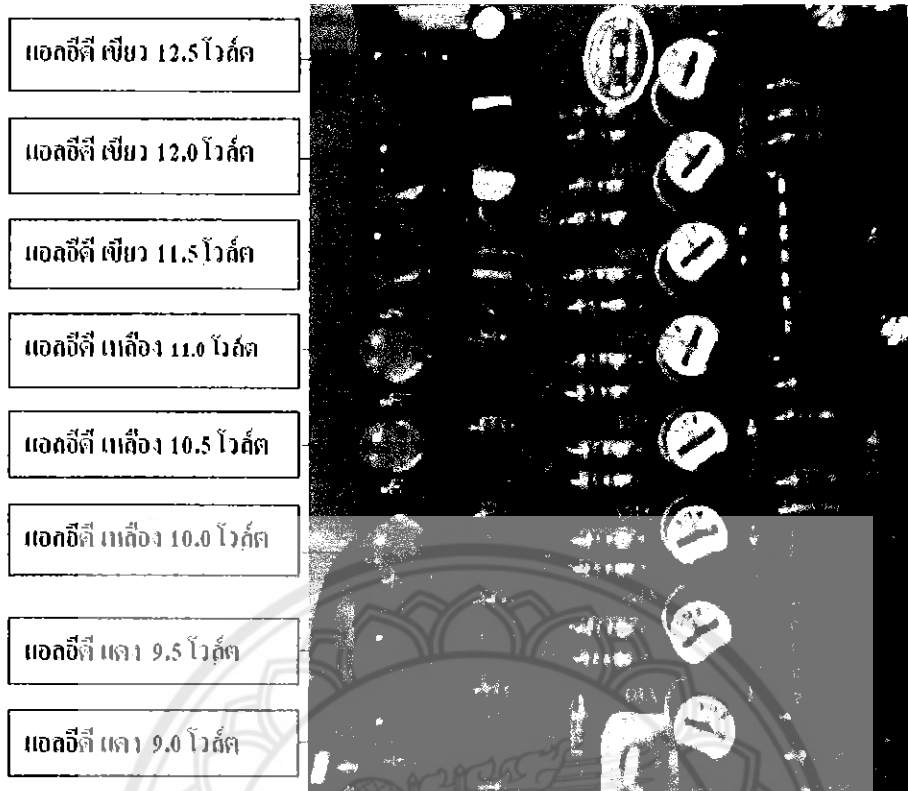 แอลอีดี เขียว 12.5 โวล์ต
แอลอีดี เขียว 12.0 โวล์ต
แอลอีดี เขียว 11.5 โวล์ต
แอลอีดี เหลือง 11.0 โวล์ต
แอลอีดี เหลือง 10.5 โวล์ต
แอลอีดี เหลือง 10.0 โวล์ต
แอลอีดี แดง 9.5 โวล์ต
แอลอีดี แดง 9.0 โวล์ต